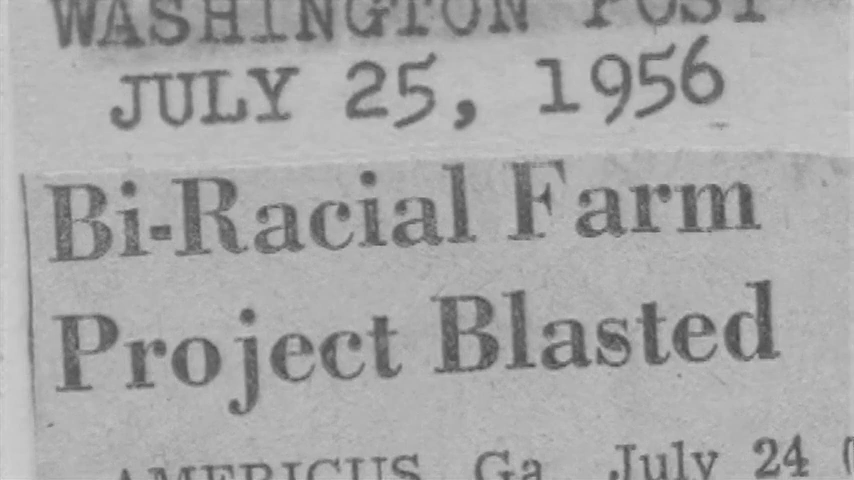 WASHINGTON POST
JULY 25, 1956
Bi-Racial Farm
Project Blasted
AMERICUS, Ga., July 24 (